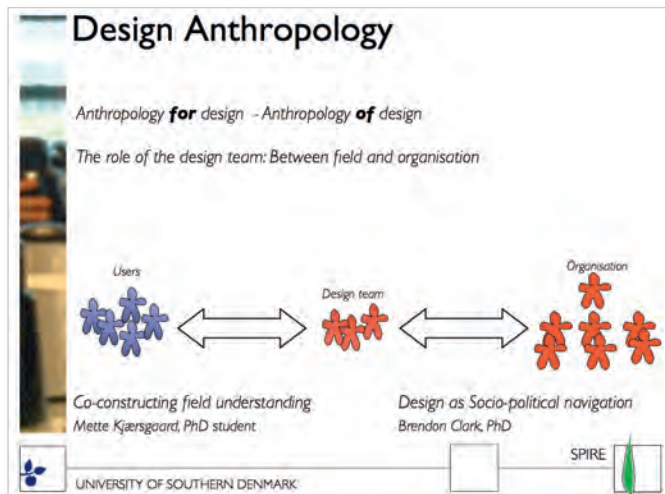 Design Anthropology
Anthropology for design - Anthropology of design
The role of the design team: Between field and organisation
Users
Design team
Organisation
Co-constructing field understanding
Mette Kjærsgaard, PhD student
Design as Socio-political navigation
Brendon Clark, PhD
SPIRE
UNIVERSITY OF SOUTHERN DENMARK